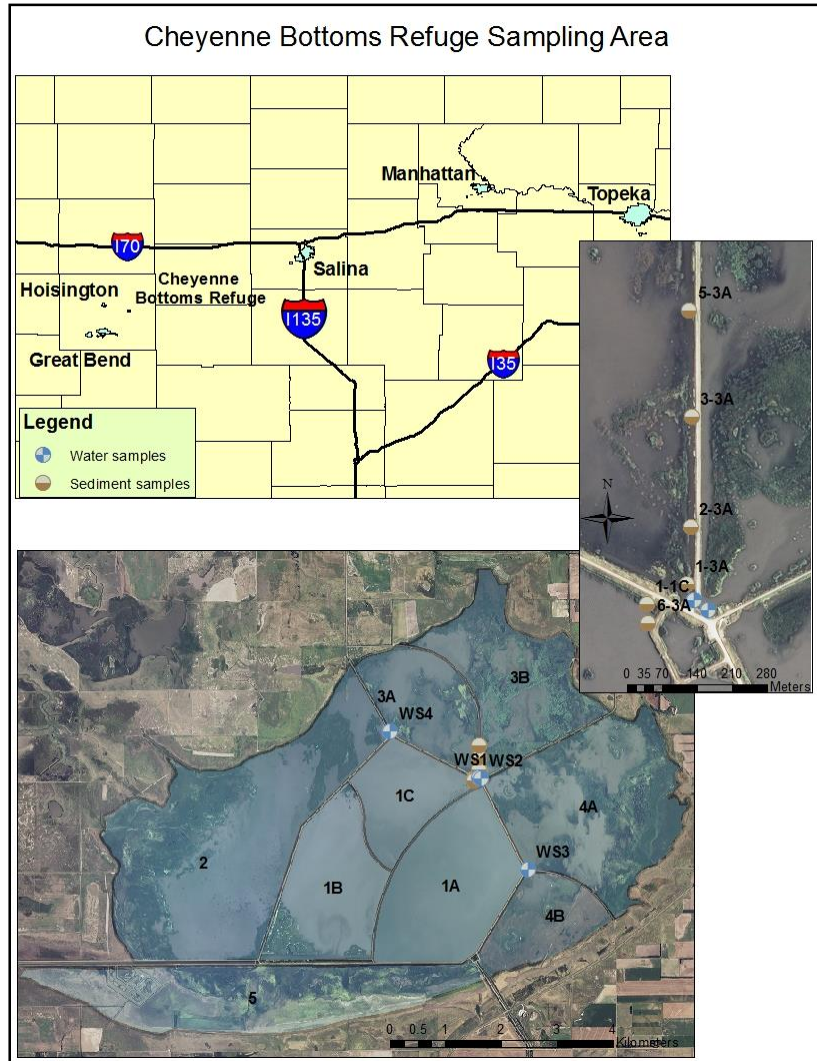 Cheyenne Bottoms Refuge Sampling Area
Manhattan
Topeka
I70
Salina
Hoisington
Cheyenne
Bottoms Refuge
I135
Great Bend
I35
Legend
Water samples
Sediment samples
5-3A
3-3A
N
2-3A
1-3A
1-1C
6-3A
0 35 70 140 210 280
Meters
3B
3A
WS4
WS1
WS2
1C
4A
WS3
2
1B
1A
4B
5
0 0.5 1 2 3 4
Kilometers